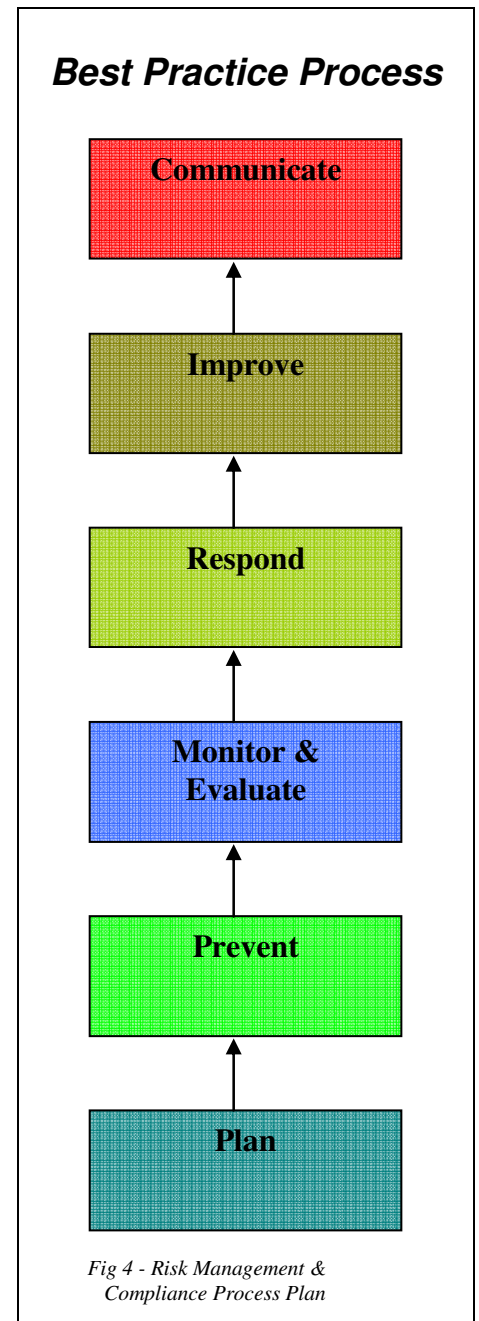 Best Practice Process
Communicate
Improve
Respond
Monitor &
Evaluate
Prevent
Plan
Fig 4 - Risk Management &
Compliance Process Plan